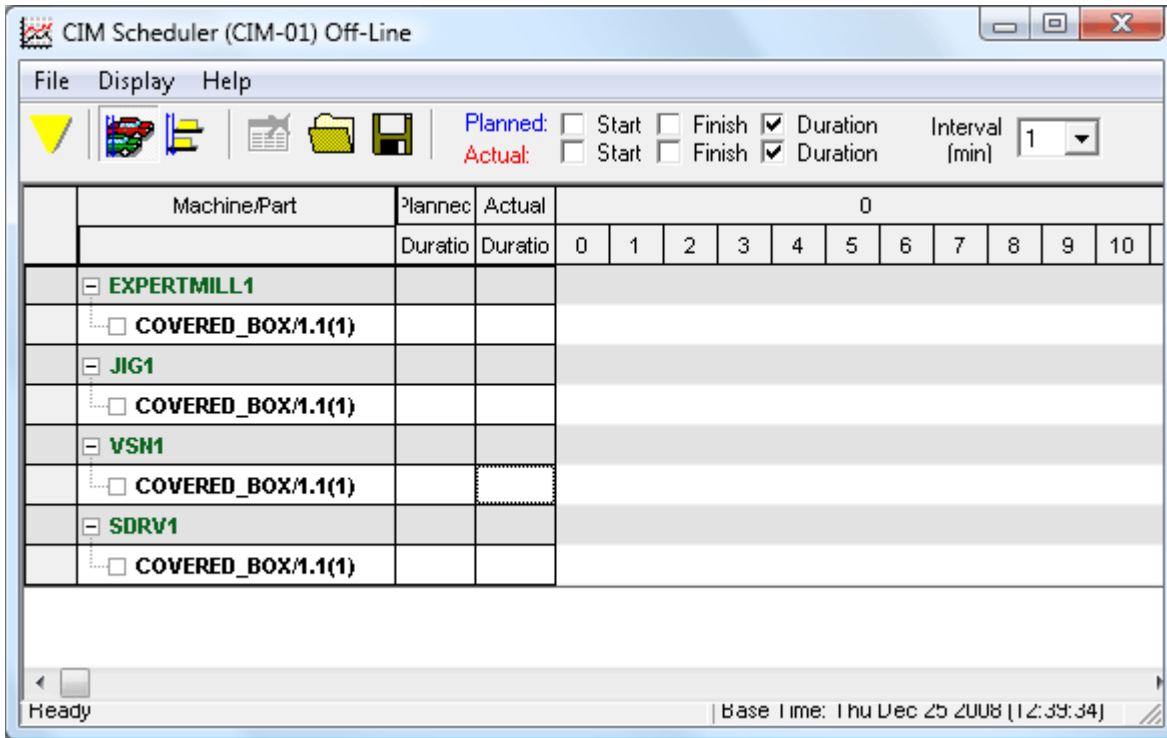 CIM Scheduler (CIM-01) Off-Line
File Display Help
Planned: Start Finish Duration
Actual: Start Finish Duration
Interval
(min)
1
Machine/Part Planned Actual 0
Duratio Duratio 0 1 2 3 4 5 6 7 8 9 10
EXPERTMILL1
COVERED_BOX/1.1(1)
JIG1
COVERED_BOX/1.1(1)
VSN1
COVERED_BOX/1.1(1)
SDRV1
COVERED_BOX/1.1(1)
Ready Base Time: Thu Dec 25 2008 (12:39:34)